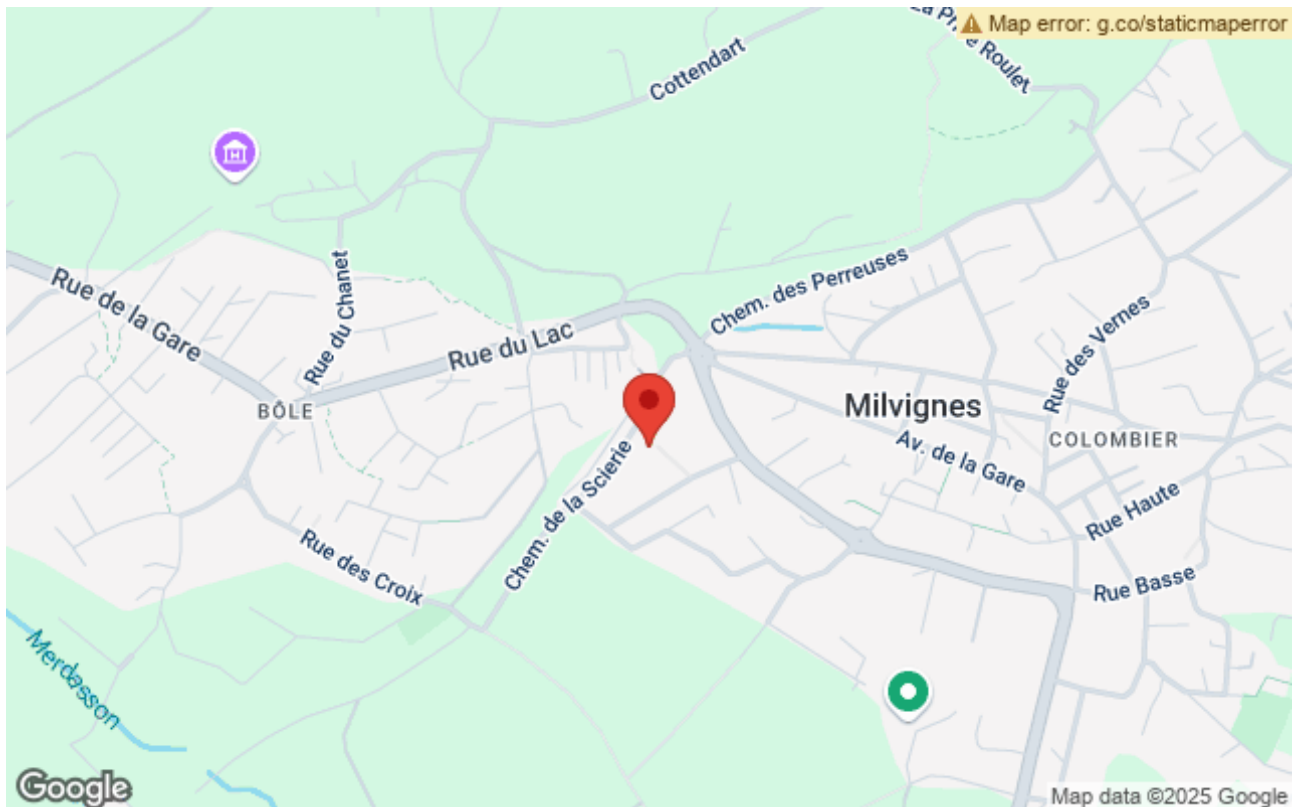 Map error: g.co/staticmaperror
Roulet
Cottendart
Rue de la Gare
Rue du Chanet
Rue du Lac
Chem. des Perreuses
Rue des Vernes
BÔLE
Milvignes
COLOMBIER
Av. de la Gare
Chem. de la Scierie
Rue Haute
Rue des Croix
Rue Basse
Merdasson
Google
Map data ©2025 Google